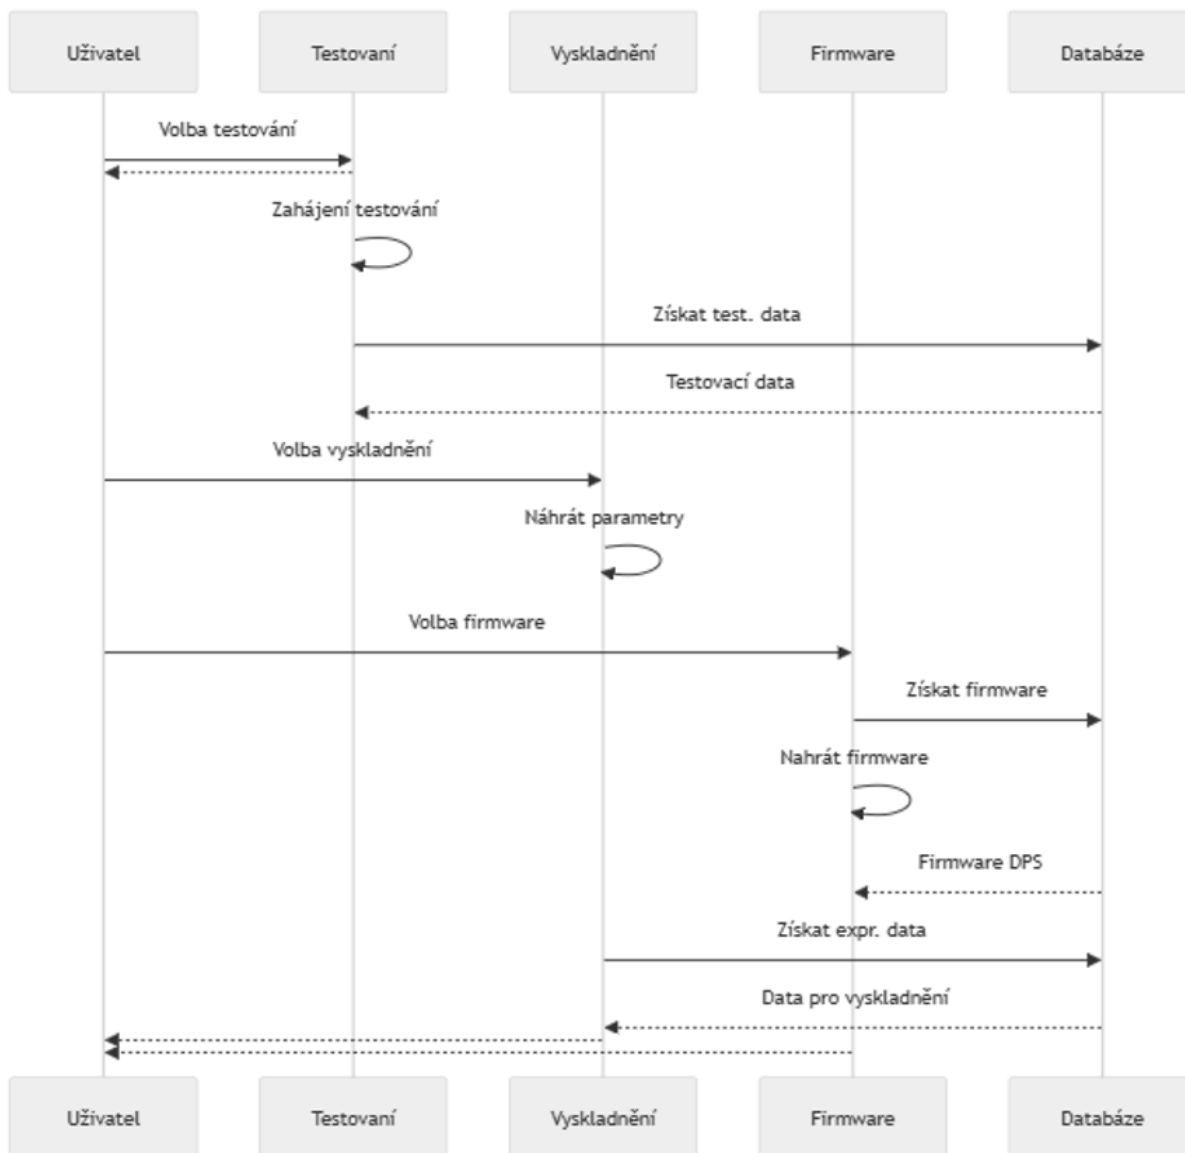 Uživatel
Testovaní
Vyskladnění
Firmware
Databáze
Volba testování
Zahájení testování
Získat test. data
Testovací data
Volba vyskladnění
Náhrát parametry
Volba firmware
Získat firmware
Nahrát firmware
Firmware DPS
Získat expr. data
Data pro vyskladnění
Uživatel
Testovaní
Vyskladnění
Firmware
Databáze